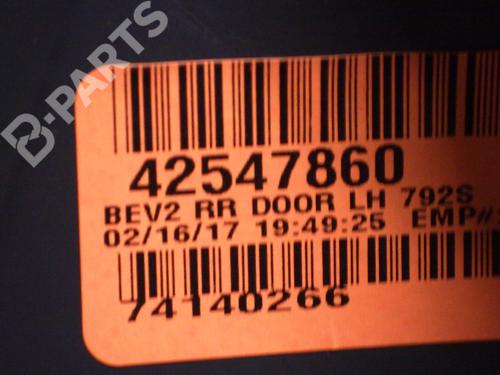 B-PARTS
42547860
BEV2 RR DOOR LH 792S
02/16/17 19:49:25 EMP#
74140266